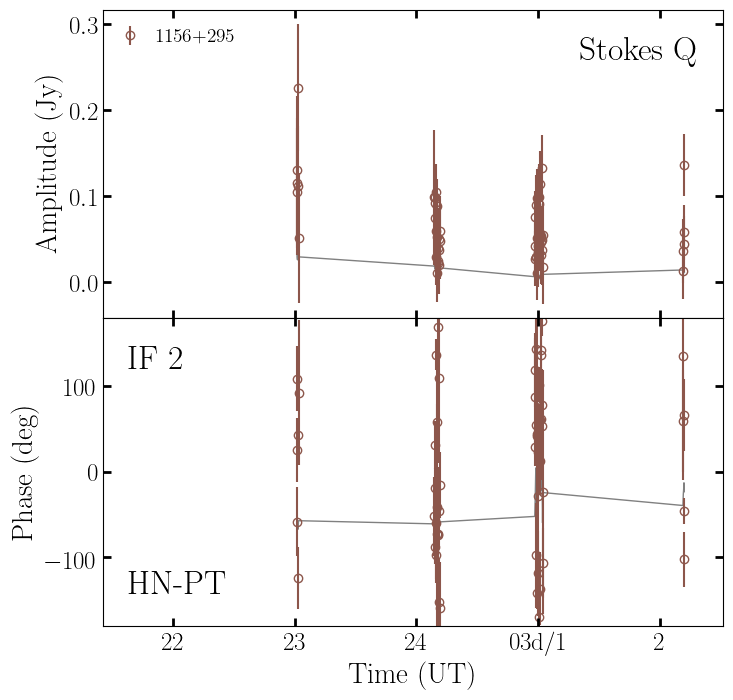 0.3
1156+295
Stokes Q
0.2
0.1
0.0
Amplitude (Jy)
IF 2
100
0
−100
Phase (deg)
HN-PT
22
23
24
03d/1
2
Time (UT)